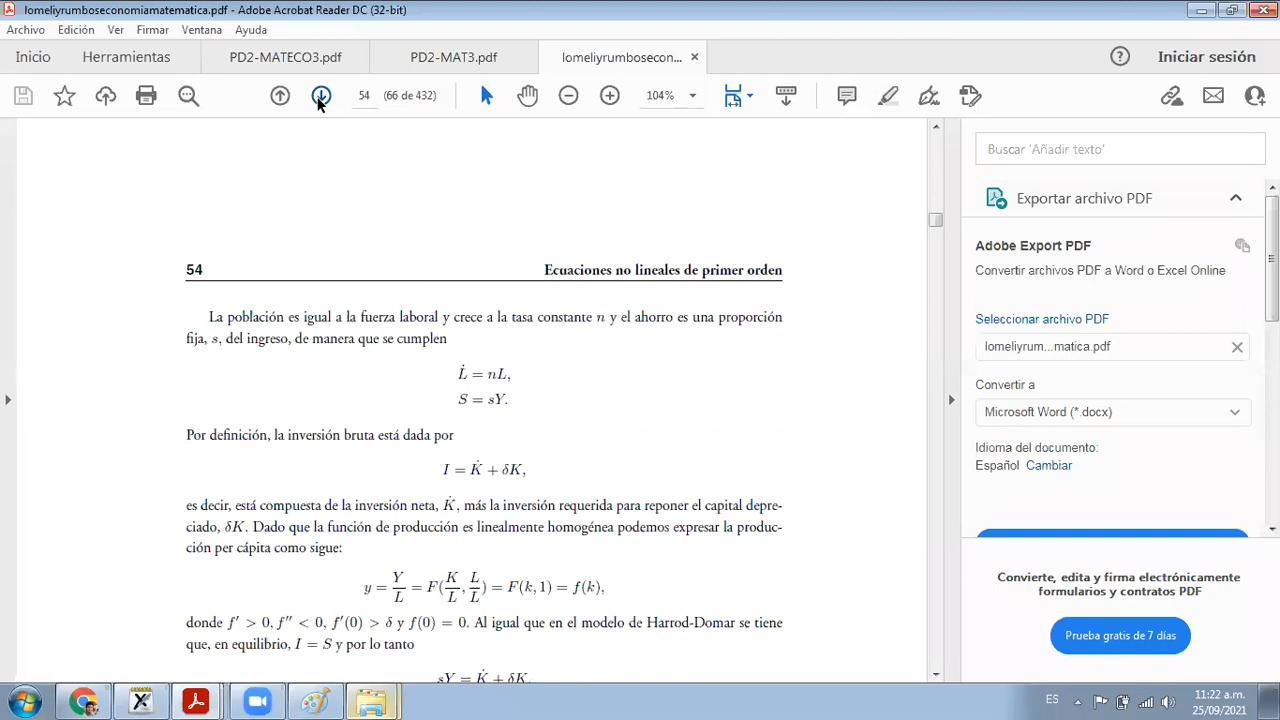 lomeliyrumboseconomiamatematica.pdf - Adobe Acrobat Reader DC (32-bit)
Archivo Edición Ver Firmar Ventana Ayuda
Inicio Herramientas PD2-MATECO3.pdf PD2-MAT3.pdf lomeliyrumbosecon... × Iniciar sesión
54 (66 de 432) 104%
54 Ecuaciones no lineales de primer orden
La población es igual a la fuerza laboral y crece a la tasa constante n y el ahorro es una proporción
fija, s, del ingreso, de manera que se cumplen
L̇ = nL,
S = sY.
Por definición, la inversión bruta está dada por
I = K̇ + δK,
es decir, está compuesta de la inversión neta, K̇, más la inversión requerida para reponer el capital depre-
ciado, δK. Dado que la función de producción es linealmente homogénea podemos expresar la produc-
ción per cápita como sigue:
y = Y/L = F(K/L, L/L) = F(k, 1) = f(k),
donde f′ > 0, f″ < 0, f′(0) > δ y f(0) = 0. Al igual que en el modelo de Harrod-Domar se tiene
que, en equilibrio, I = S y por lo tanto
sY = K̇ + δK
Buscar 'Añadir texto'
Exportar archivo PDF
Adobe Export PDF
Convertir archivos PDF a Word o Excel Online
Seleccionar archivo PDF
lomeliyrum...matica.pdf
Convertir a
Microsoft Word (*.docx)
Idioma del documento:
Español Cambiar
Convierte, edita y firma electrónicamente
formularios y contratos PDF
Prueba gratis de 7 días
ES
11:22 a.m.
25/09/2021